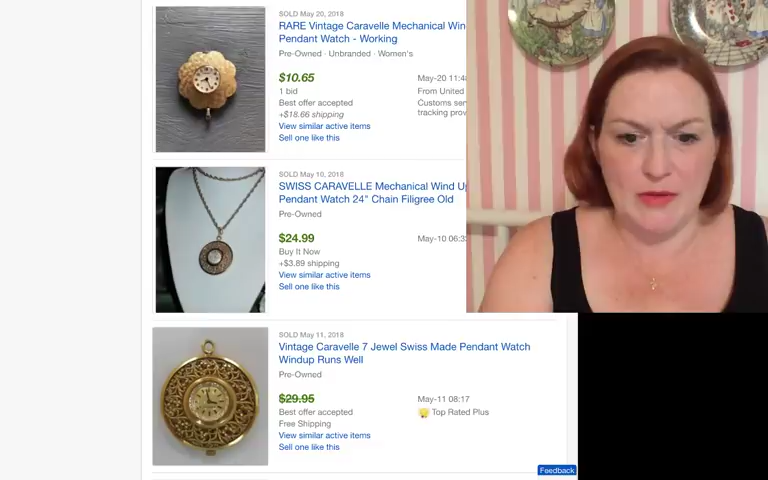 SOLD May 20, 2018
RARE Vintage Caravelle Mechanical Win
Pendant Watch - Working
Pre-Owned · Unbranded · Women's
$10.65
May-20 11:4
1 bid
From United
Best offer accepted
Customs ser
+$18.66 shipping
tracking prov
View similar active items
Sell one like this
SOLD May 10, 2018
SWISS CARAVELLE Mechanical Wind U
Pendant Watch 24" Chain Filigree Old
Pre-Owned
$24.99
May-10 06:3
Buy It Now
+$3.89 shipping
View similar active items
Sell one like this
SOLD May 11, 2018
Vintage Caravelle 7 Jewel Swiss Made Pendant Watch
Windup Runs Well
Pre-Owned
$29.95
May-11 08:17
Best offer accepted
Top Rated Plus
Free Shipping
View similar active items
Sell one like this
Feedback